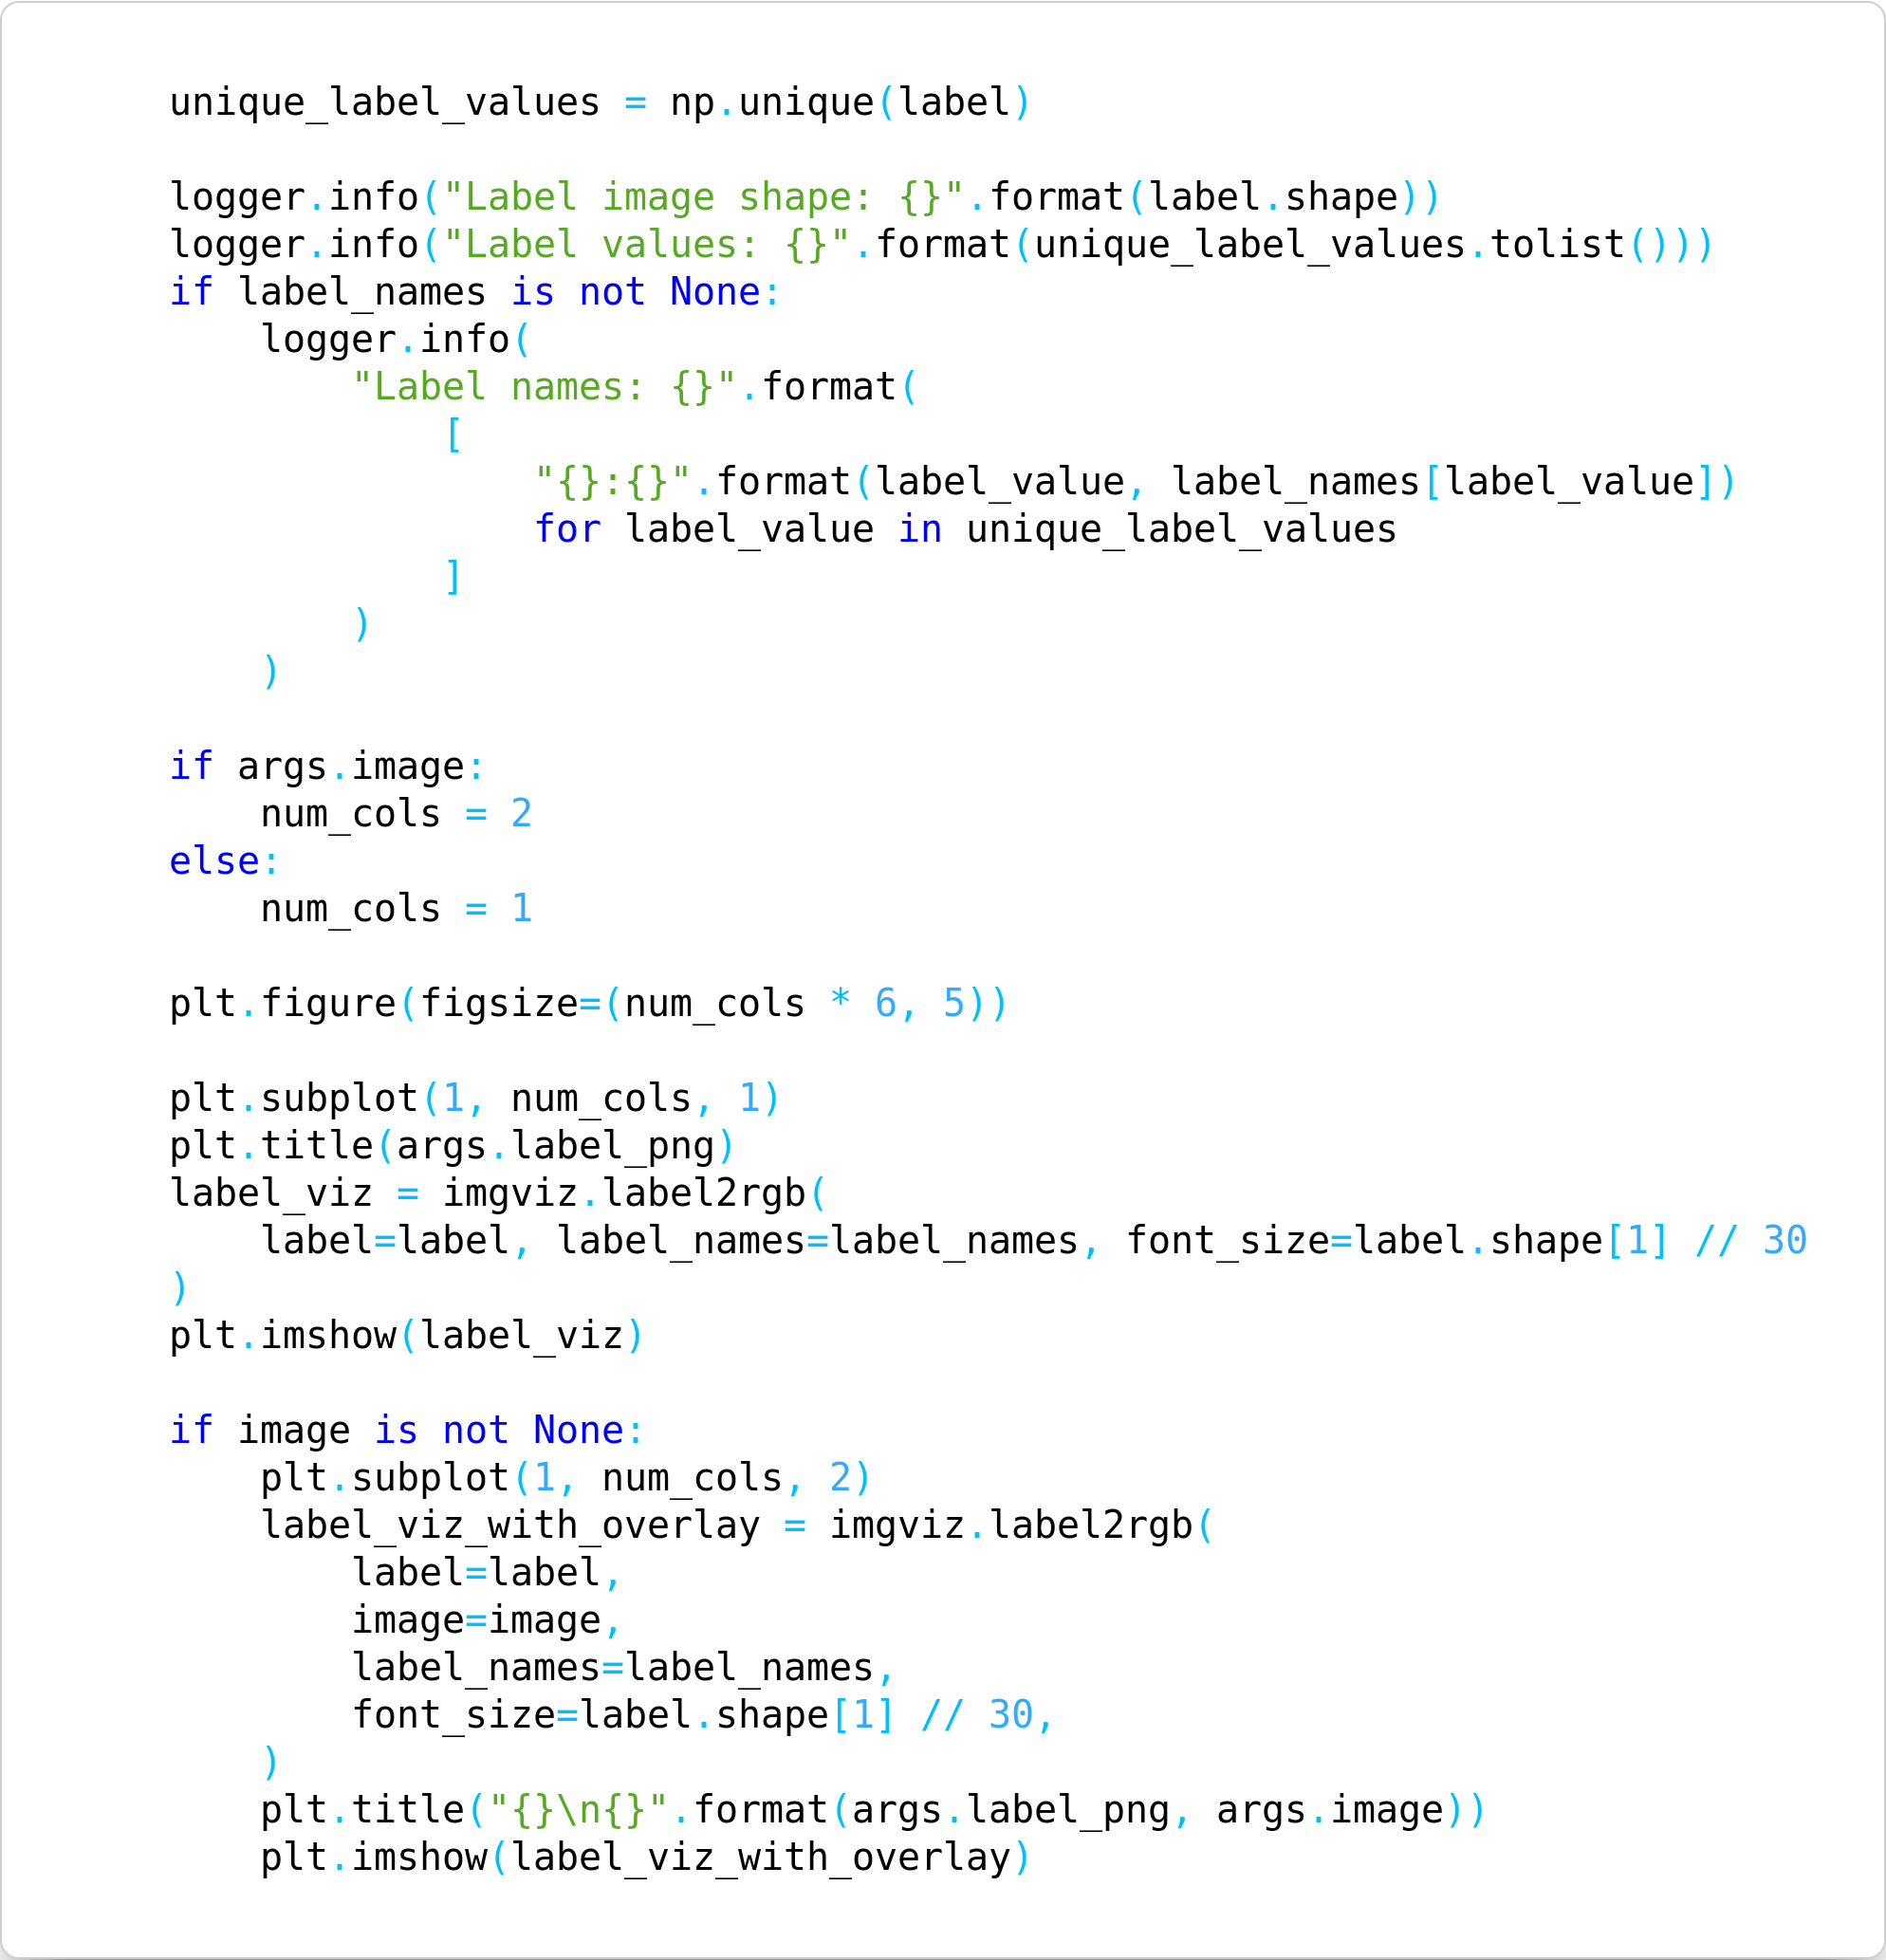 unique_label_values = np.unique(label)

logger.info("Label image shape: {}".format(label.shape))
logger.info("Label values: {}".format(unique_label_values.tolist()))
if label_names is not None:
    logger.info(
        "Label names: {}".format(
            [
                "{}:{}".format(label_value, label_names[label_value])
                for label_value in unique_label_values
            ]
        )
    )

if args.image:
    num_cols = 2
else:
    num_cols = 1

plt.figure(figsize=(num_cols * 6, 5))

plt.subplot(1, num_cols, 1)
plt.title(args.label_png)
label_viz = imgviz.label2rgb(
    label=label, label_names=label_names, font_size=label.shape[1] // 30
)
plt.imshow(label_viz)

if image is not None:
    plt.subplot(1, num_cols, 2)
    label_viz_with_overlay = imgviz.label2rgb(
        label=label,
        image=image,
        label_names=label_names,
        font_size=label.shape[1] // 30,
    )
    plt.title("{}\n{}".format(args.label_png, args.image))
    plt.imshow(label_viz_with_overlay)